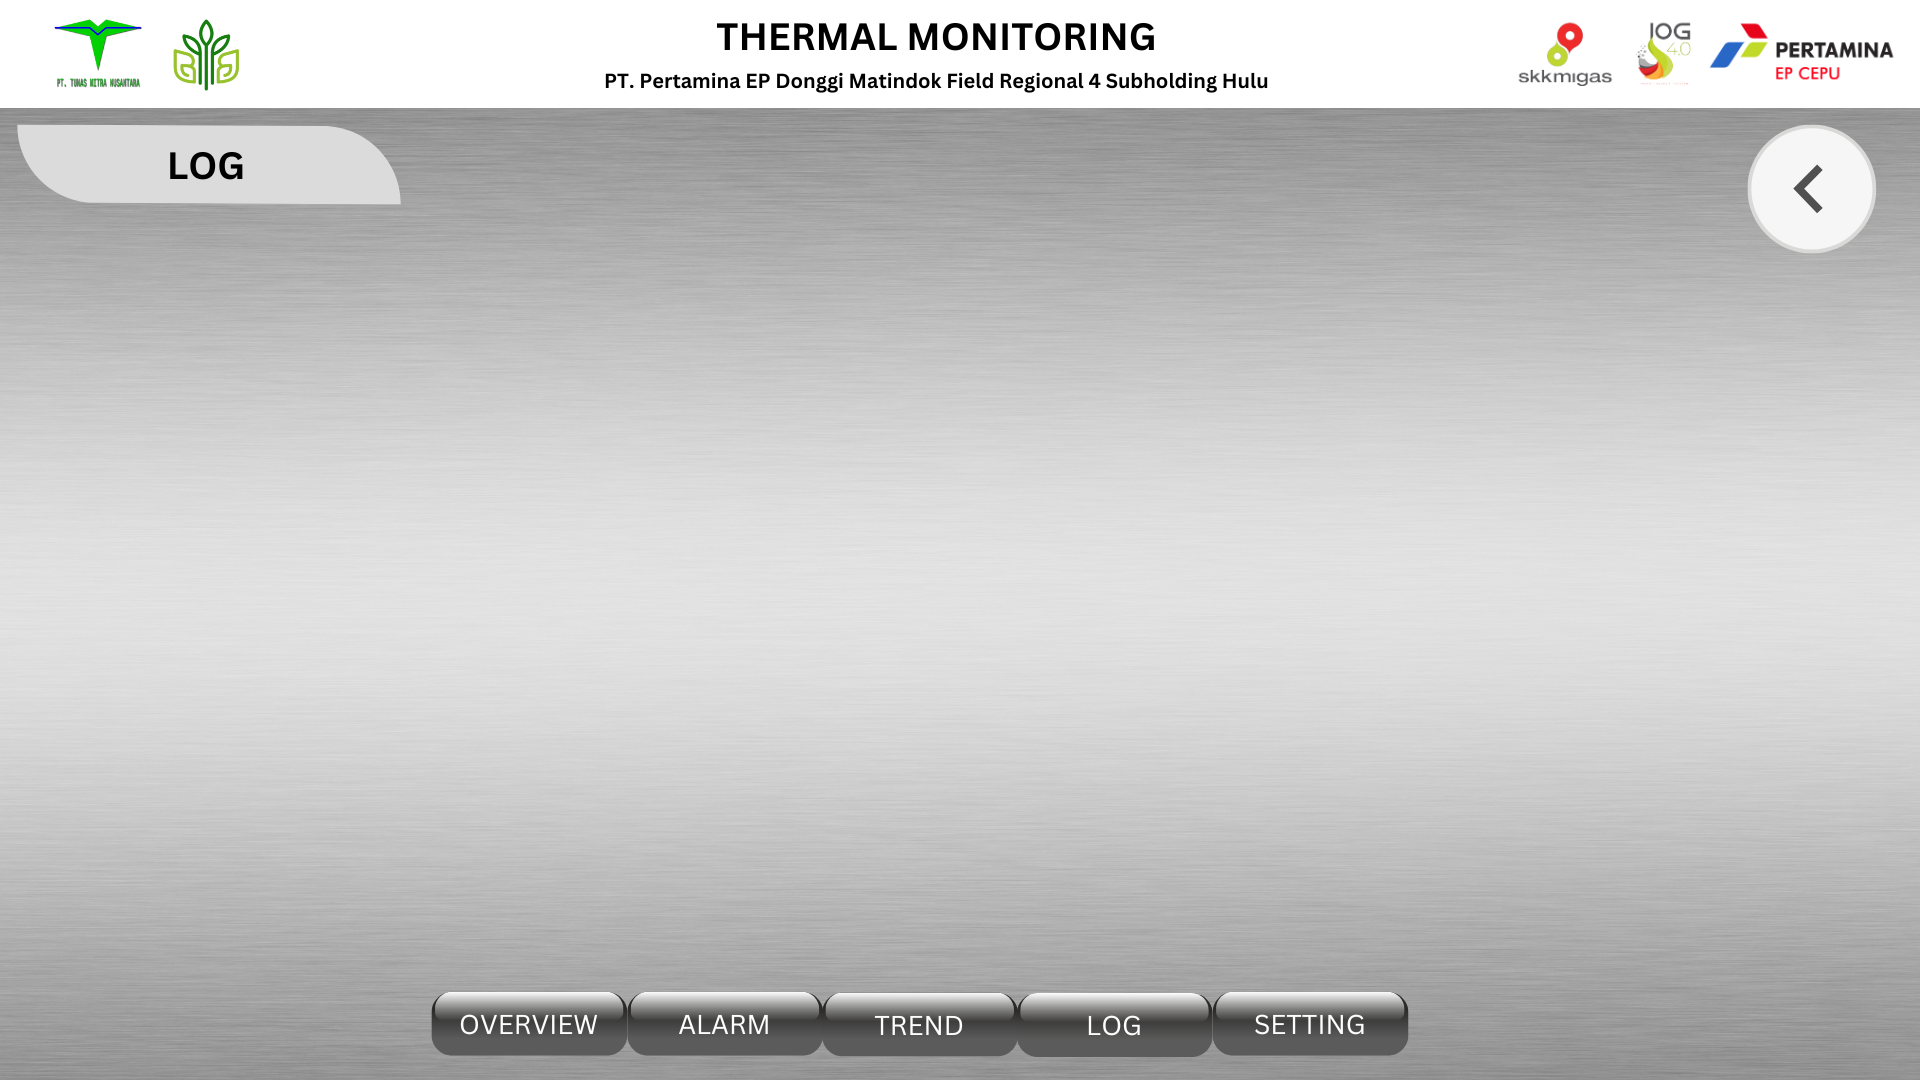 THERMAL MONITORING
PT. Pertamina EP Donggi Matindok Field Regional 4 Subholding Hulu
PT. TUNAS MITRA NUSANTARA
skkmigas
IOG
4.0
PERTAMINA
EP CEPU
LOG
OVERVIEW
ALARM
TREND
LOG
SETTING